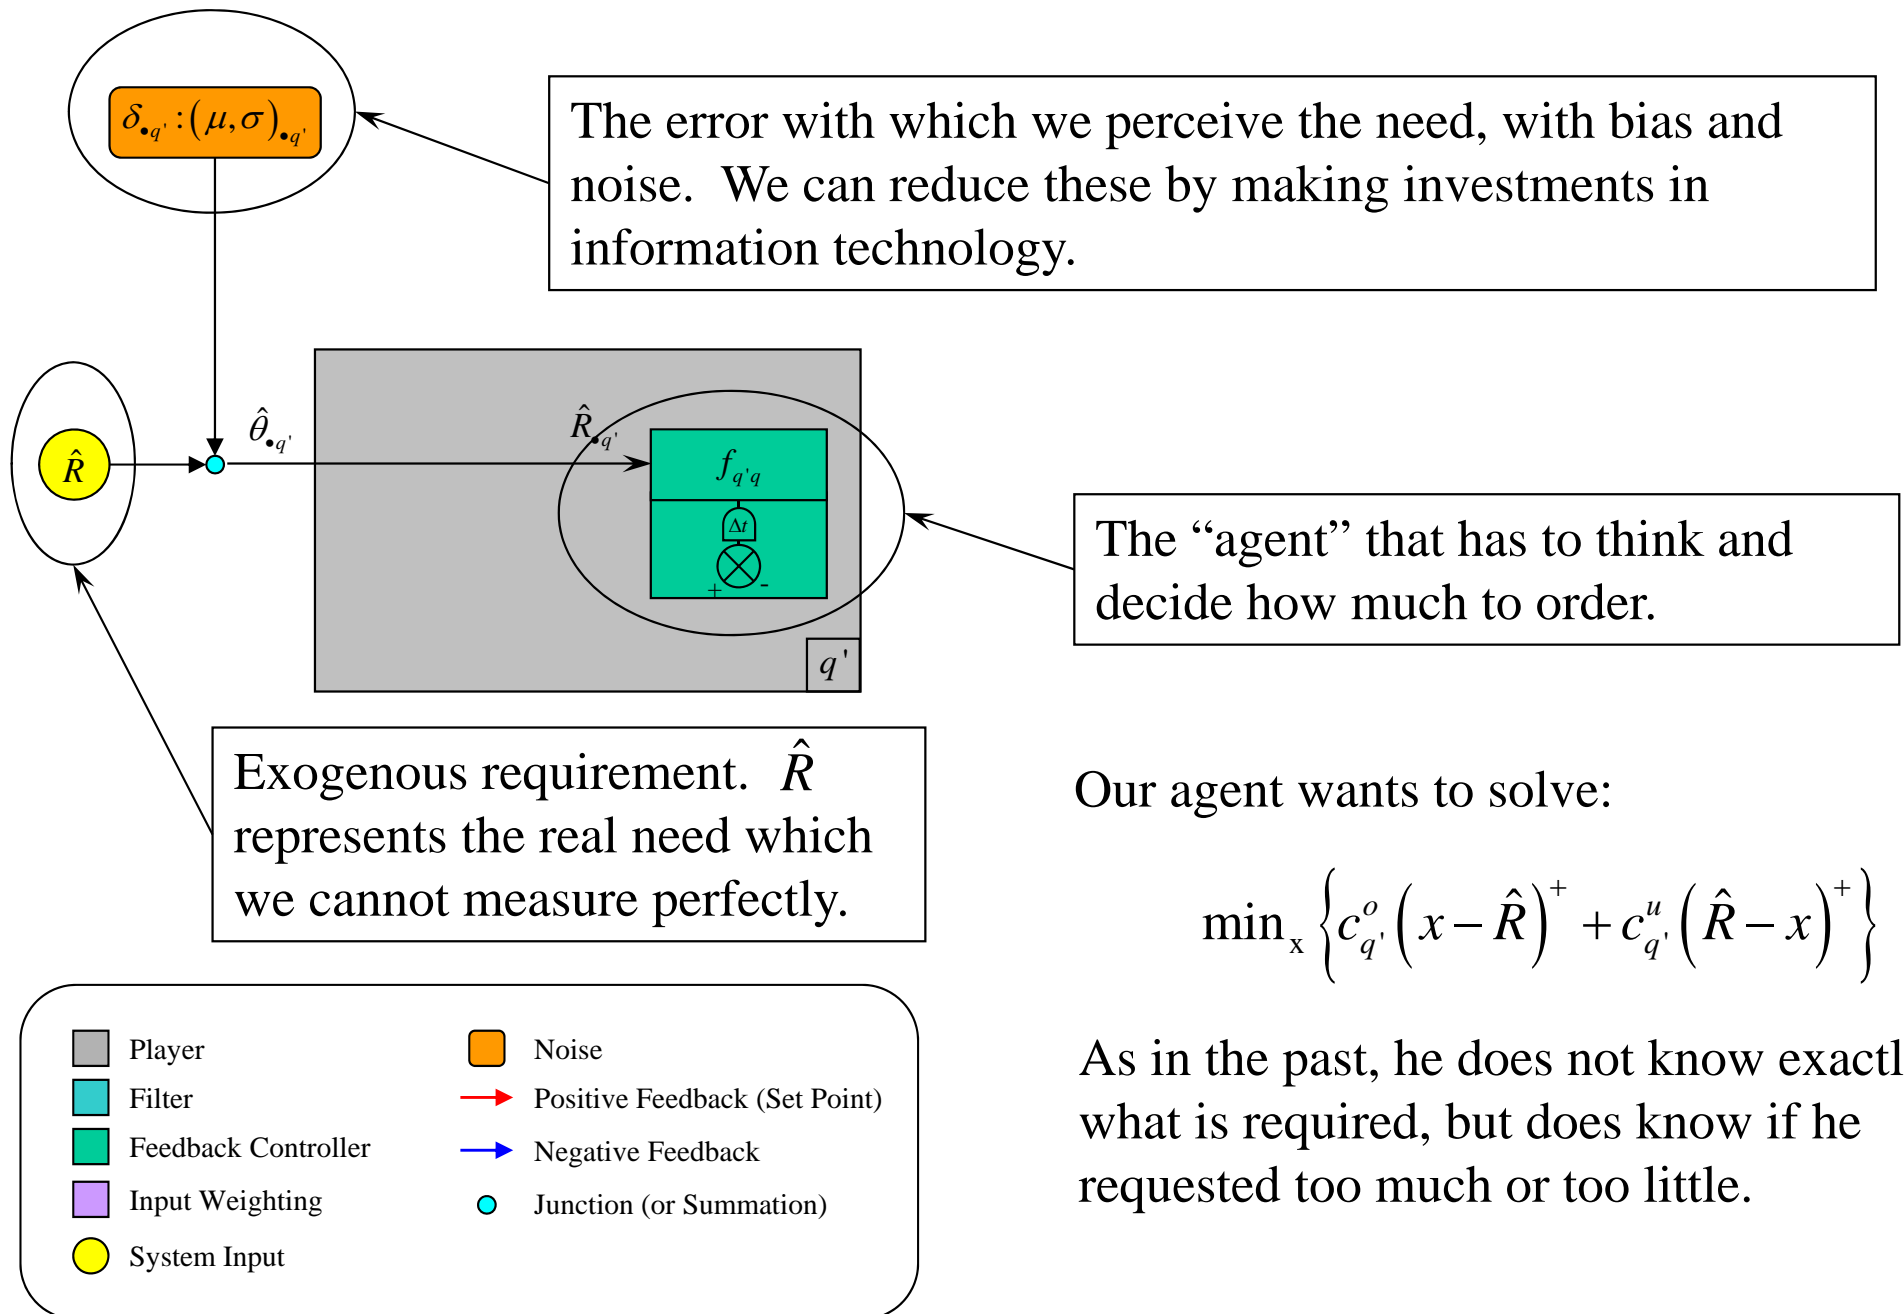 δ•q' : (μ,σ)•q'
The error with which we perceive the need, with bias and
noise.  We can reduce these by making investments in
information technology.
R̂
θ̂•q'
R̂•q'
f q'q
Δt
+ -
q'
The “agent” that has to think and
decide how much to order.
Exogenous requirement.  R̂
represents the real need which
we cannot measure perfectly.
Our agent wants to solve:
min x { c^o_q' ( x − R̂ )^+ + c^u_q' ( R̂ − x )^+ }
As in the past, he does not know exactl
what is required, but does know if he
requested too much or too little.
Player
Filter
Feedback Controller
Input Weighting
System Input
Noise
Positive Feedback (Set Point)
Negative Feedback
Junction (or Summation)